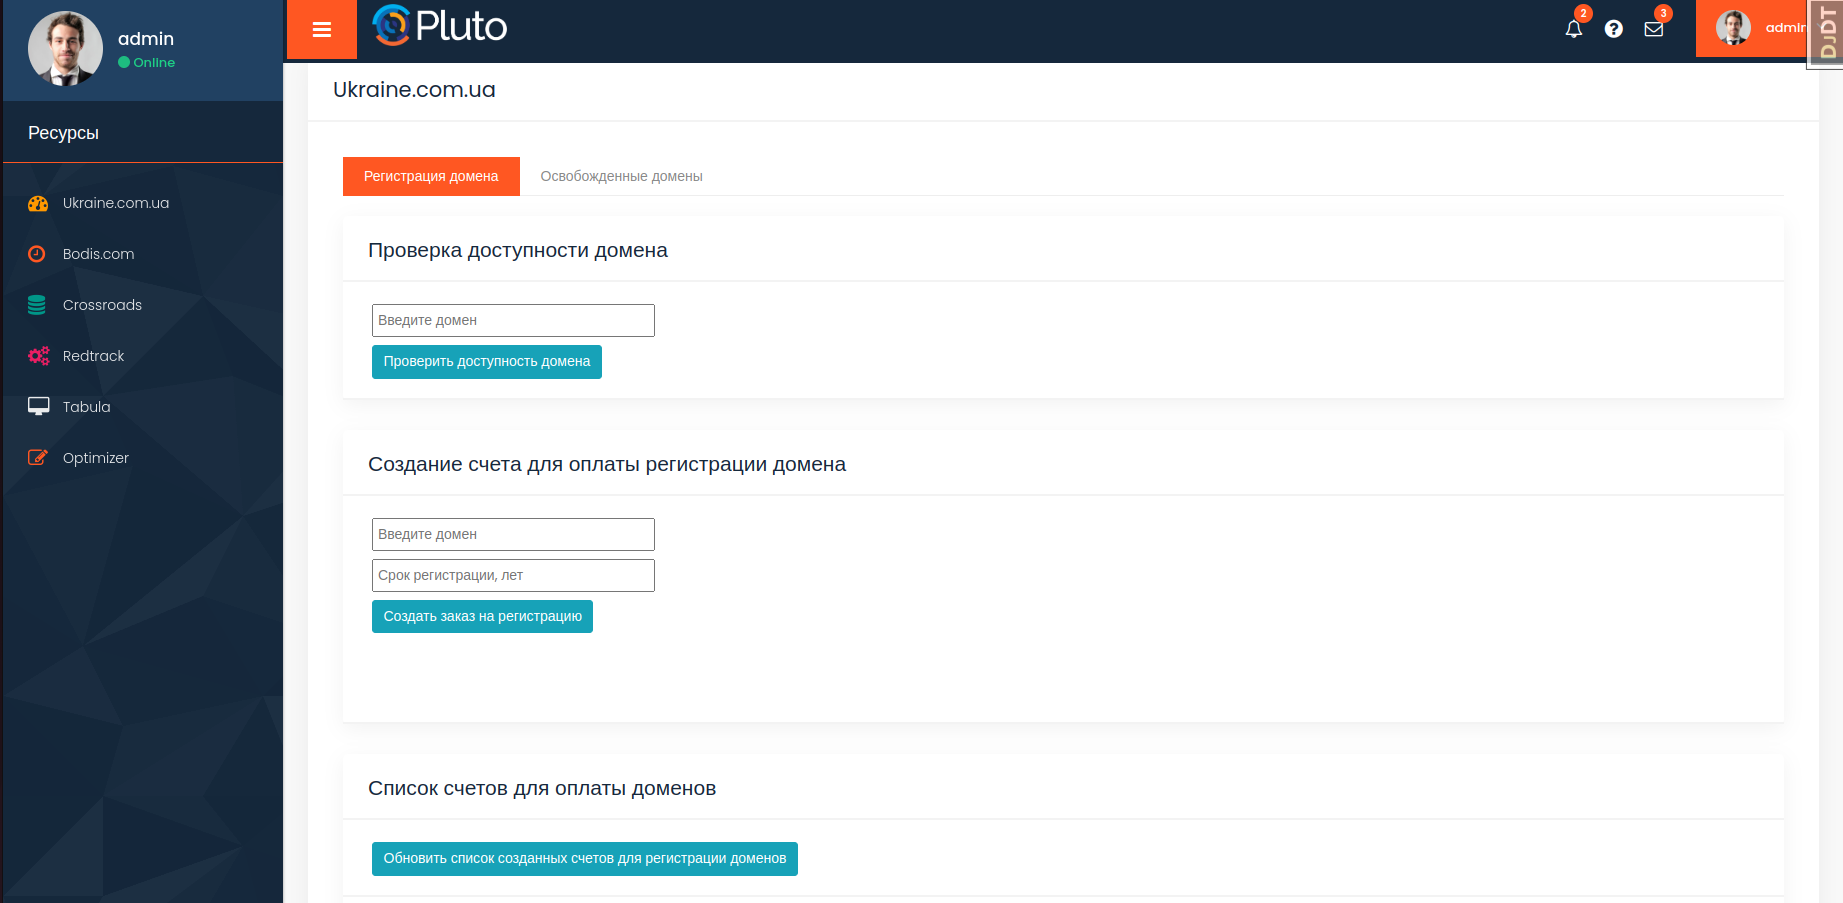 admin
Online
Ресурсы
Ukraine.com.ua
Bodis.com
Crossroads
Redtrack
Tabula
Optimizer
Pluto
2
3
admin
DjDT
Ukraine.com.ua
Регистрация домена
Освобожденные домены
Проверка доступности домена
Введите домен
Проверить доступность домена
Создание счета для оплаты регистрации домена
Введите домен
Срок регистрации, лет
Создать заказ на регистрацию
Список счетов для оплаты доменов
Обновить список созданных счетов для регистрации доменов